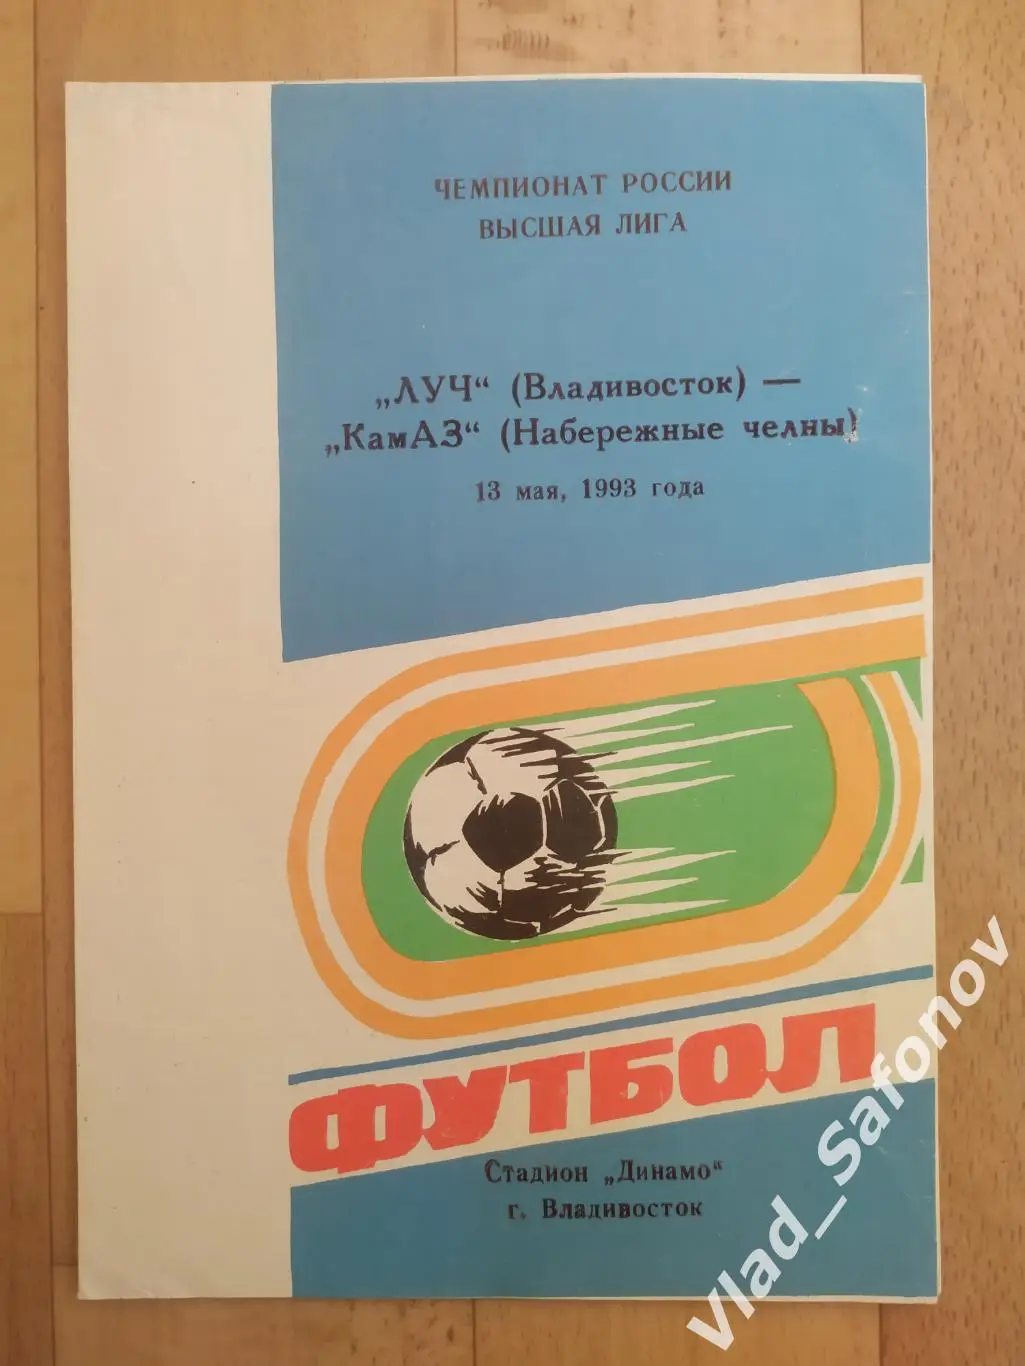 ЧЕМПИОНАТ РОССИИ
ВЫСШАЯ ЛИГА
„ЛУЧ“ (Владивосток) —
„КамАЗ“ (Набережные челны)
13 мая, 1993 года
ФУТБОЛ
Стадион „Динамо“
г. Владивосток
Vlad_Safonov